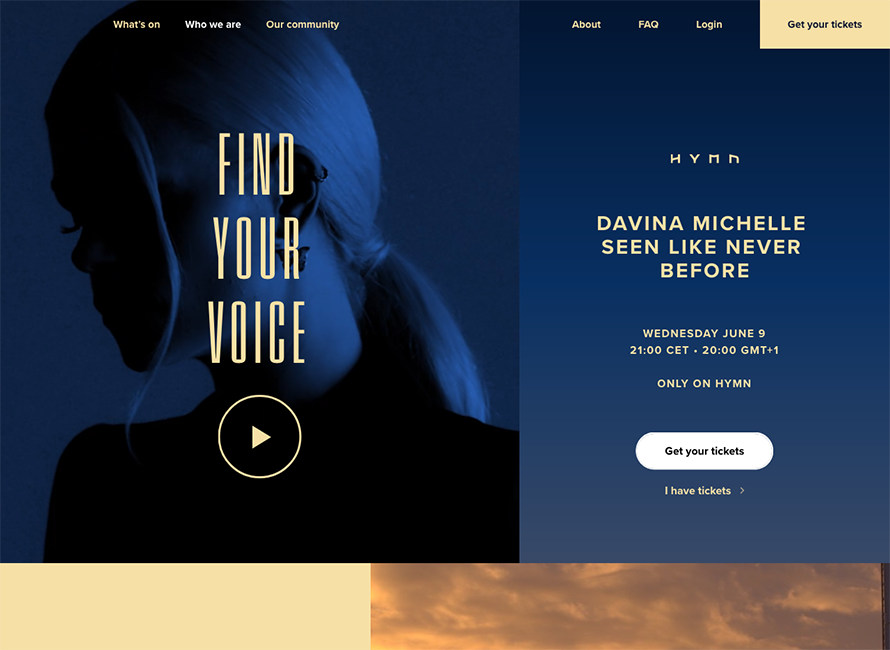 What's on
Who we are
Our community
About
FAQ
Login
Get your tickets
FIND
YOUR
VOICE
HYMN
DAVINA MICHELLE
SEEN LIKE NEVER
BEFORE
WEDNESDAY JUNE 9
21:00 CET • 20:00 GMT+1
ONLY ON HYMN
Get your tickets
I have tickets